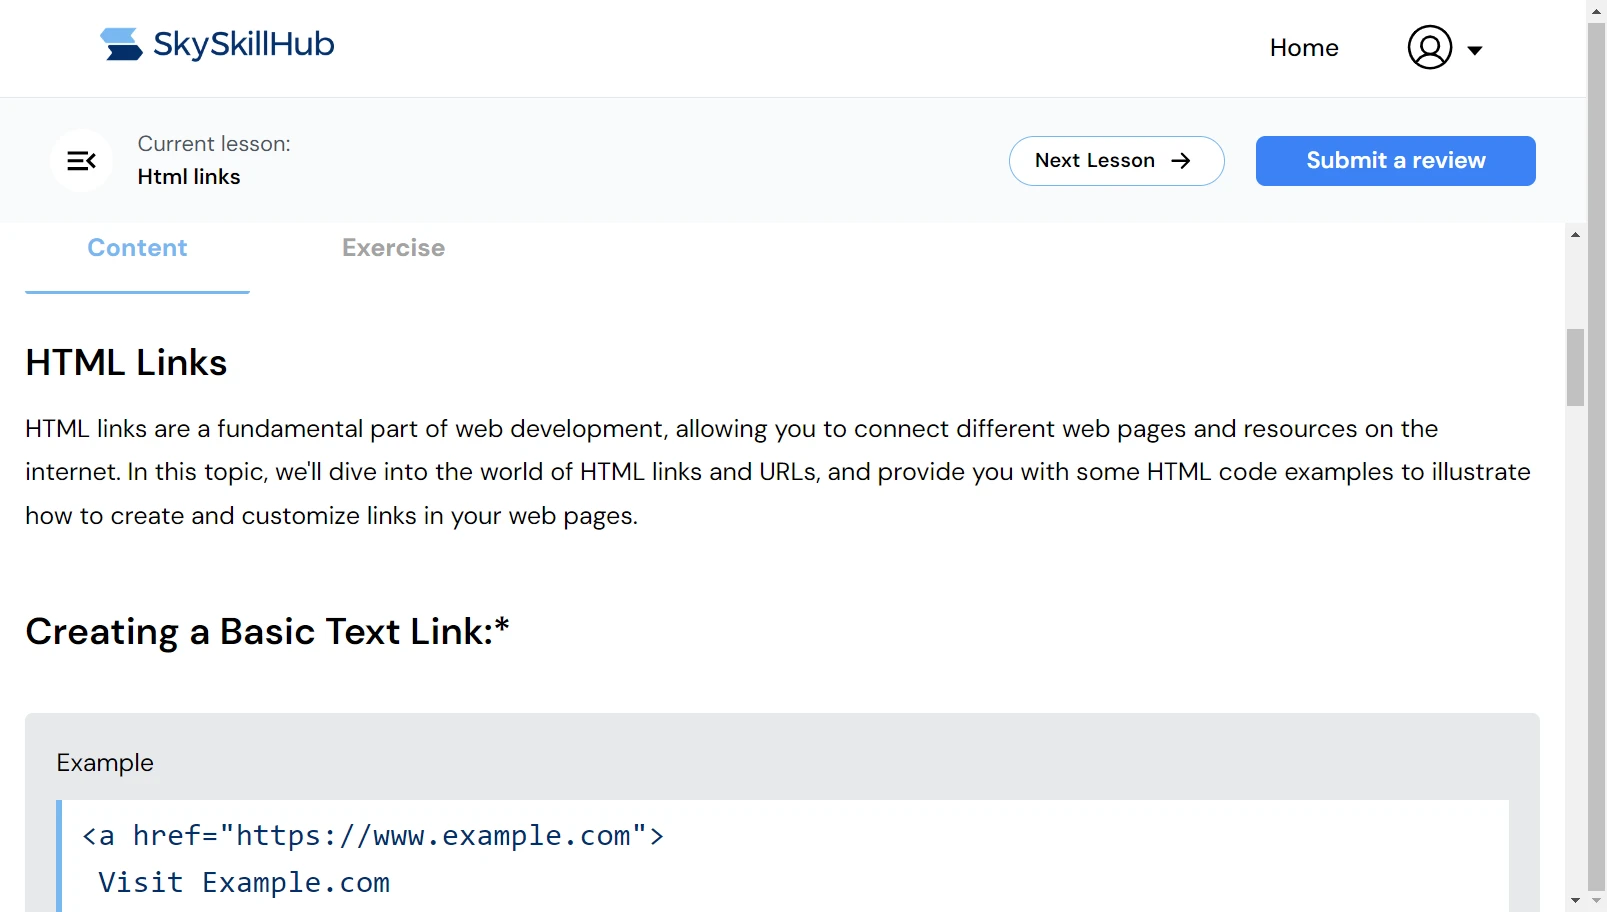 SkySkillHub
Home
Current lesson:
Html links
Next Lesson
Submit a review
Content
Exercise
HTML Links
HTML links are a fundamental part of web development, allowing you to connect different web pages and resources on the
internet. In this topic, we'll dive into the world of HTML links and URLs, and provide you with some HTML code examples to illustrate
how to create and customize links in your web pages.
Creating a Basic Text Link:*
Example
<a href="https://www.example.com">
Visit Example.com